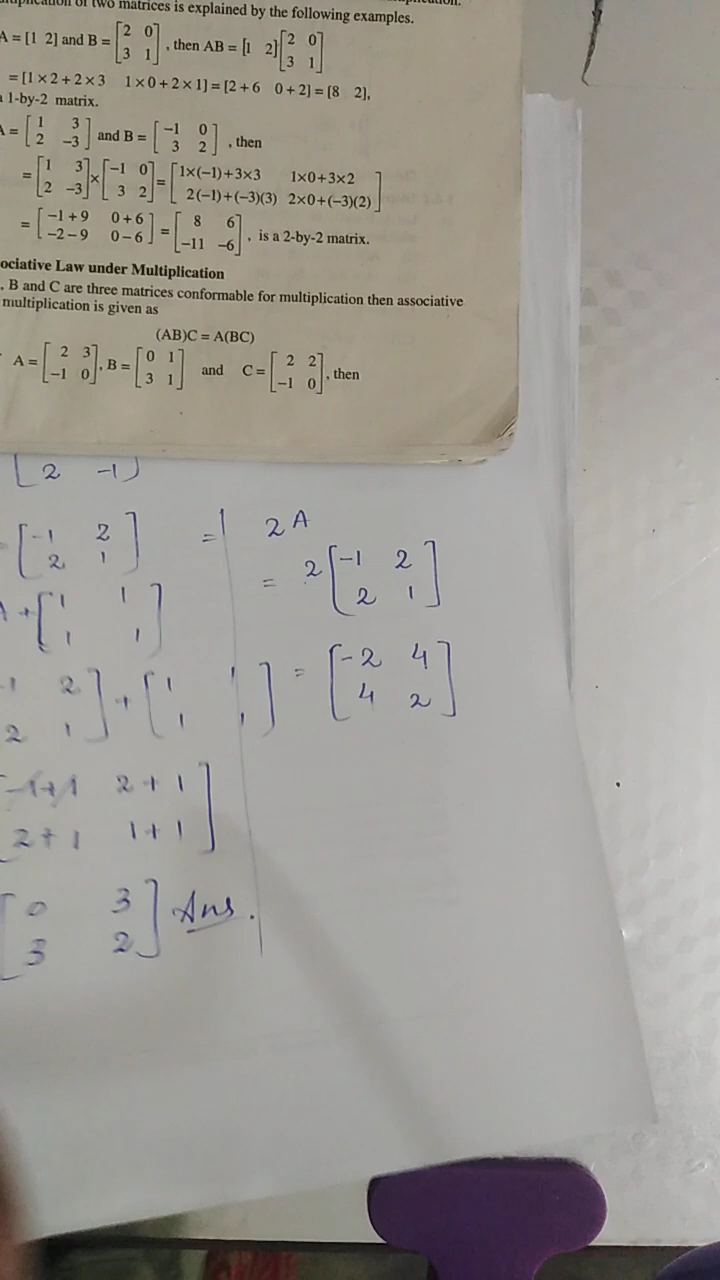 of two matrices is explained by the following examples.
A = [1 2] and B = [2 0; 3 1], then AB = [1 2][2 0; 3 1]
= [1×2+2×3 1×0+2×1] = [2+6 0+2] = [8 2],
a 1-by-2 matrix.
A = [1 3; 2 −3] and B = [−1 0; 3 2], then
= [1 3; 2 −3] × [−1 0; 3 2] = [1×(−1)+3×3 1×0+3×2; 2(−1)+(−3)(3) 2×0+(−3)(2)]
= [−1+9 0+6; −2−9 0−6] = [8 6; −11 −6], is a 2-by-2 matrix.
ociative Law under Multiplication
, B and C are three matrices conformable for multiplication then associative
multiplication is given as
(AB)C = A(BC)
A = [2 3; −1 0], B = [0 1; 3 1] and C = [2 2; −1 0], then
2 −1]
[−1 2; 2 1] =
A + [1 1; 1 1]
−1 2; 2 1] + [1 1; 1 1]
−1+1 2+1
2+1 1+1]
[0 3; 3 2] Ans.
2A
= 2[−1 2; 2 1]
= [−2 4; 4 2]